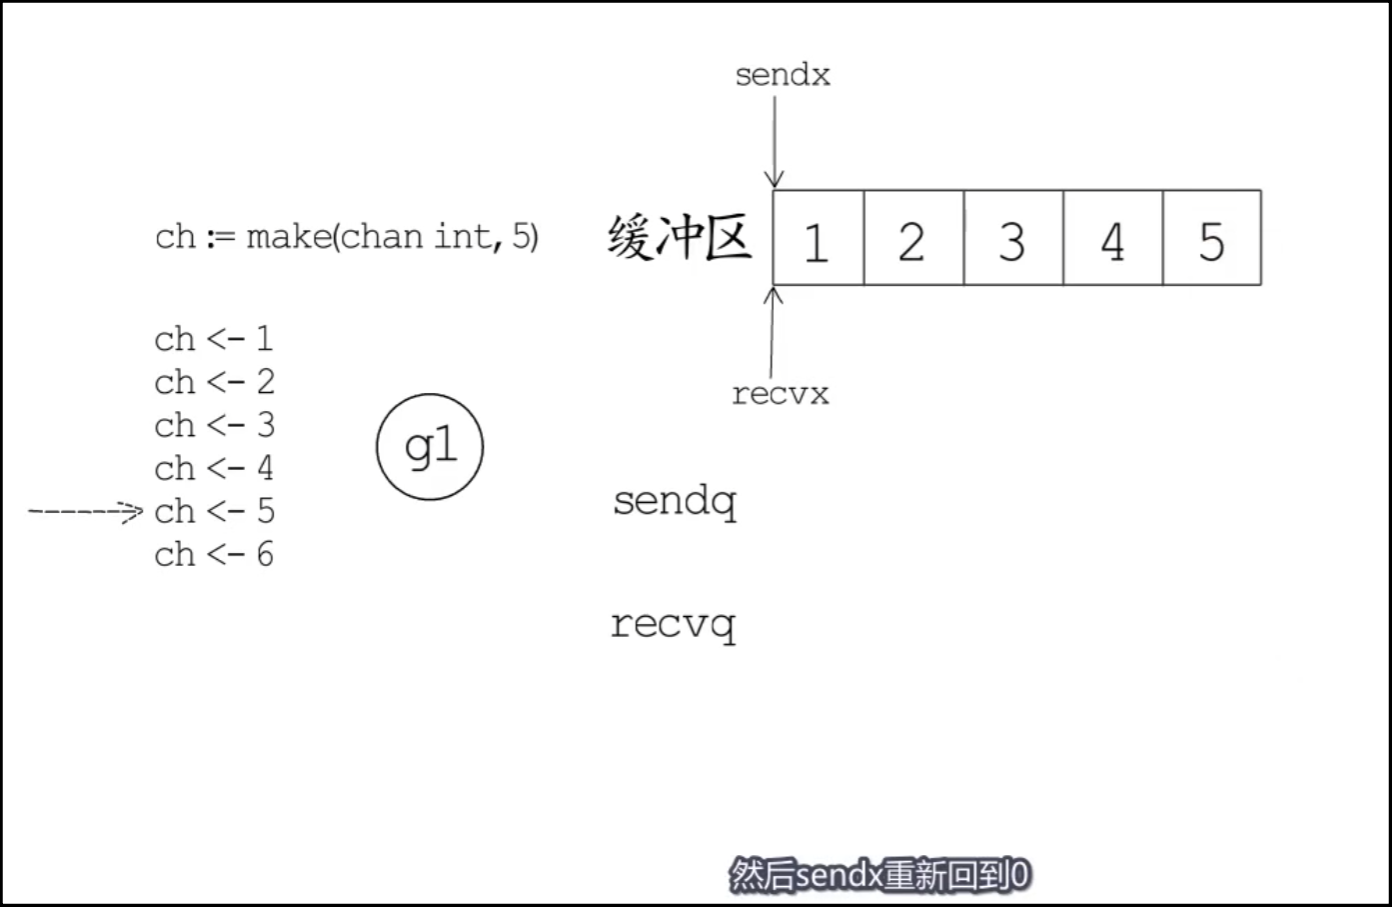 sendx
ch := make(chan int, 5)
缓冲区
1 2 3 4 5
recvx
ch <- 1
ch <- 2
ch <- 3
ch <- 4
ch <- 5
ch <- 6
g1
sendq
recvq
然后sendx重新回到0